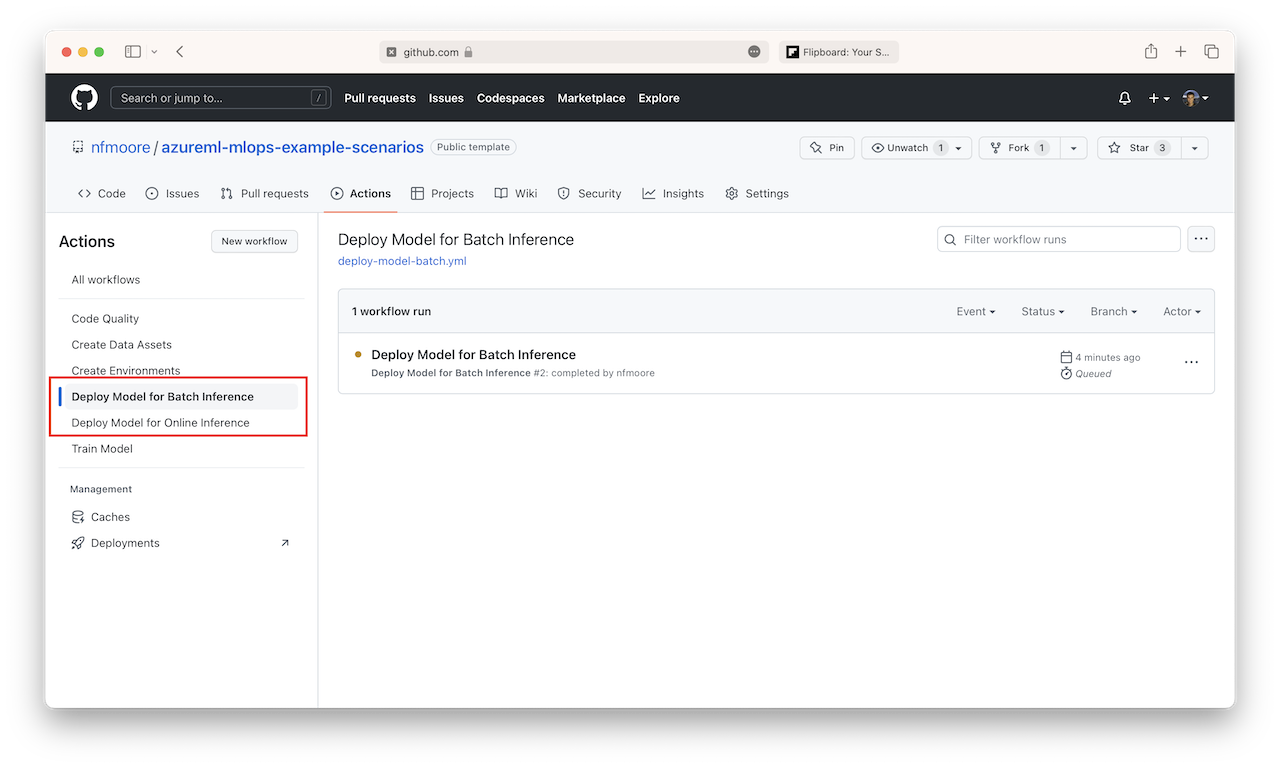 github.com
Flipboard: Your S...
Search or jump to... /
Pull requests Issues Codespaces Marketplace Explore
nfmoore / azureml-mlops-example-scenarios Public template
Pin Unwatch 1 Fork 1 Star 3
Code Issues Pull requests Actions Projects Wiki Security Insights Settings
Actions
New workflow
All workflows
Code Quality
Create Data Assets
Create Environments
Deploy Model for Batch Inference
Deploy Model for Online Inference
Train Model
Management
Caches
Deployments
Deploy Model for Batch Inference
deploy-model-batch.yml
Filter workflow runs
1 workflow run
Event Status Branch Actor
Deploy Model for Batch Inference
Deploy Model for Batch Inference #2: completed by nfmoore
4 minutes ago
Queued